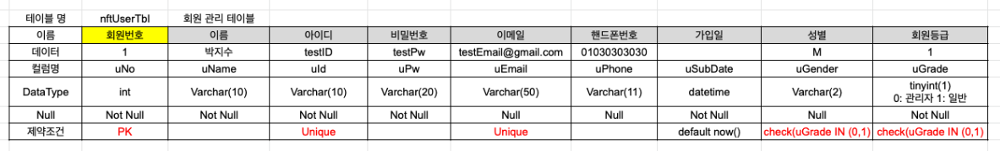 테이블 명 nftUserTbl 회원 관리 테이블
이름 회원번호 이름 아이디 비밀번호 이메일 핸드폰번호 가입일 성별 회원등급
데이터 1 박지수 testID testPw testEmail@gmail.com 01030303030 M 1
컬럼명 uNo uName uId uPw uEmail uPhone uSubDate uGender uGrade
DataType int Varchar(10) Varchar(10) Varchar(20) Varchar(50) Varchar(11) datetime Varchar(2) tinyint(1)
0: 관리자 1: 일반
Null Not Null Not Null Not Null Not Null Null Not Null Not Null Null Not Null
제약조건 PK Unique Unique default now() check(uGrade IN (0,1) check(uGrade IN (0,1)